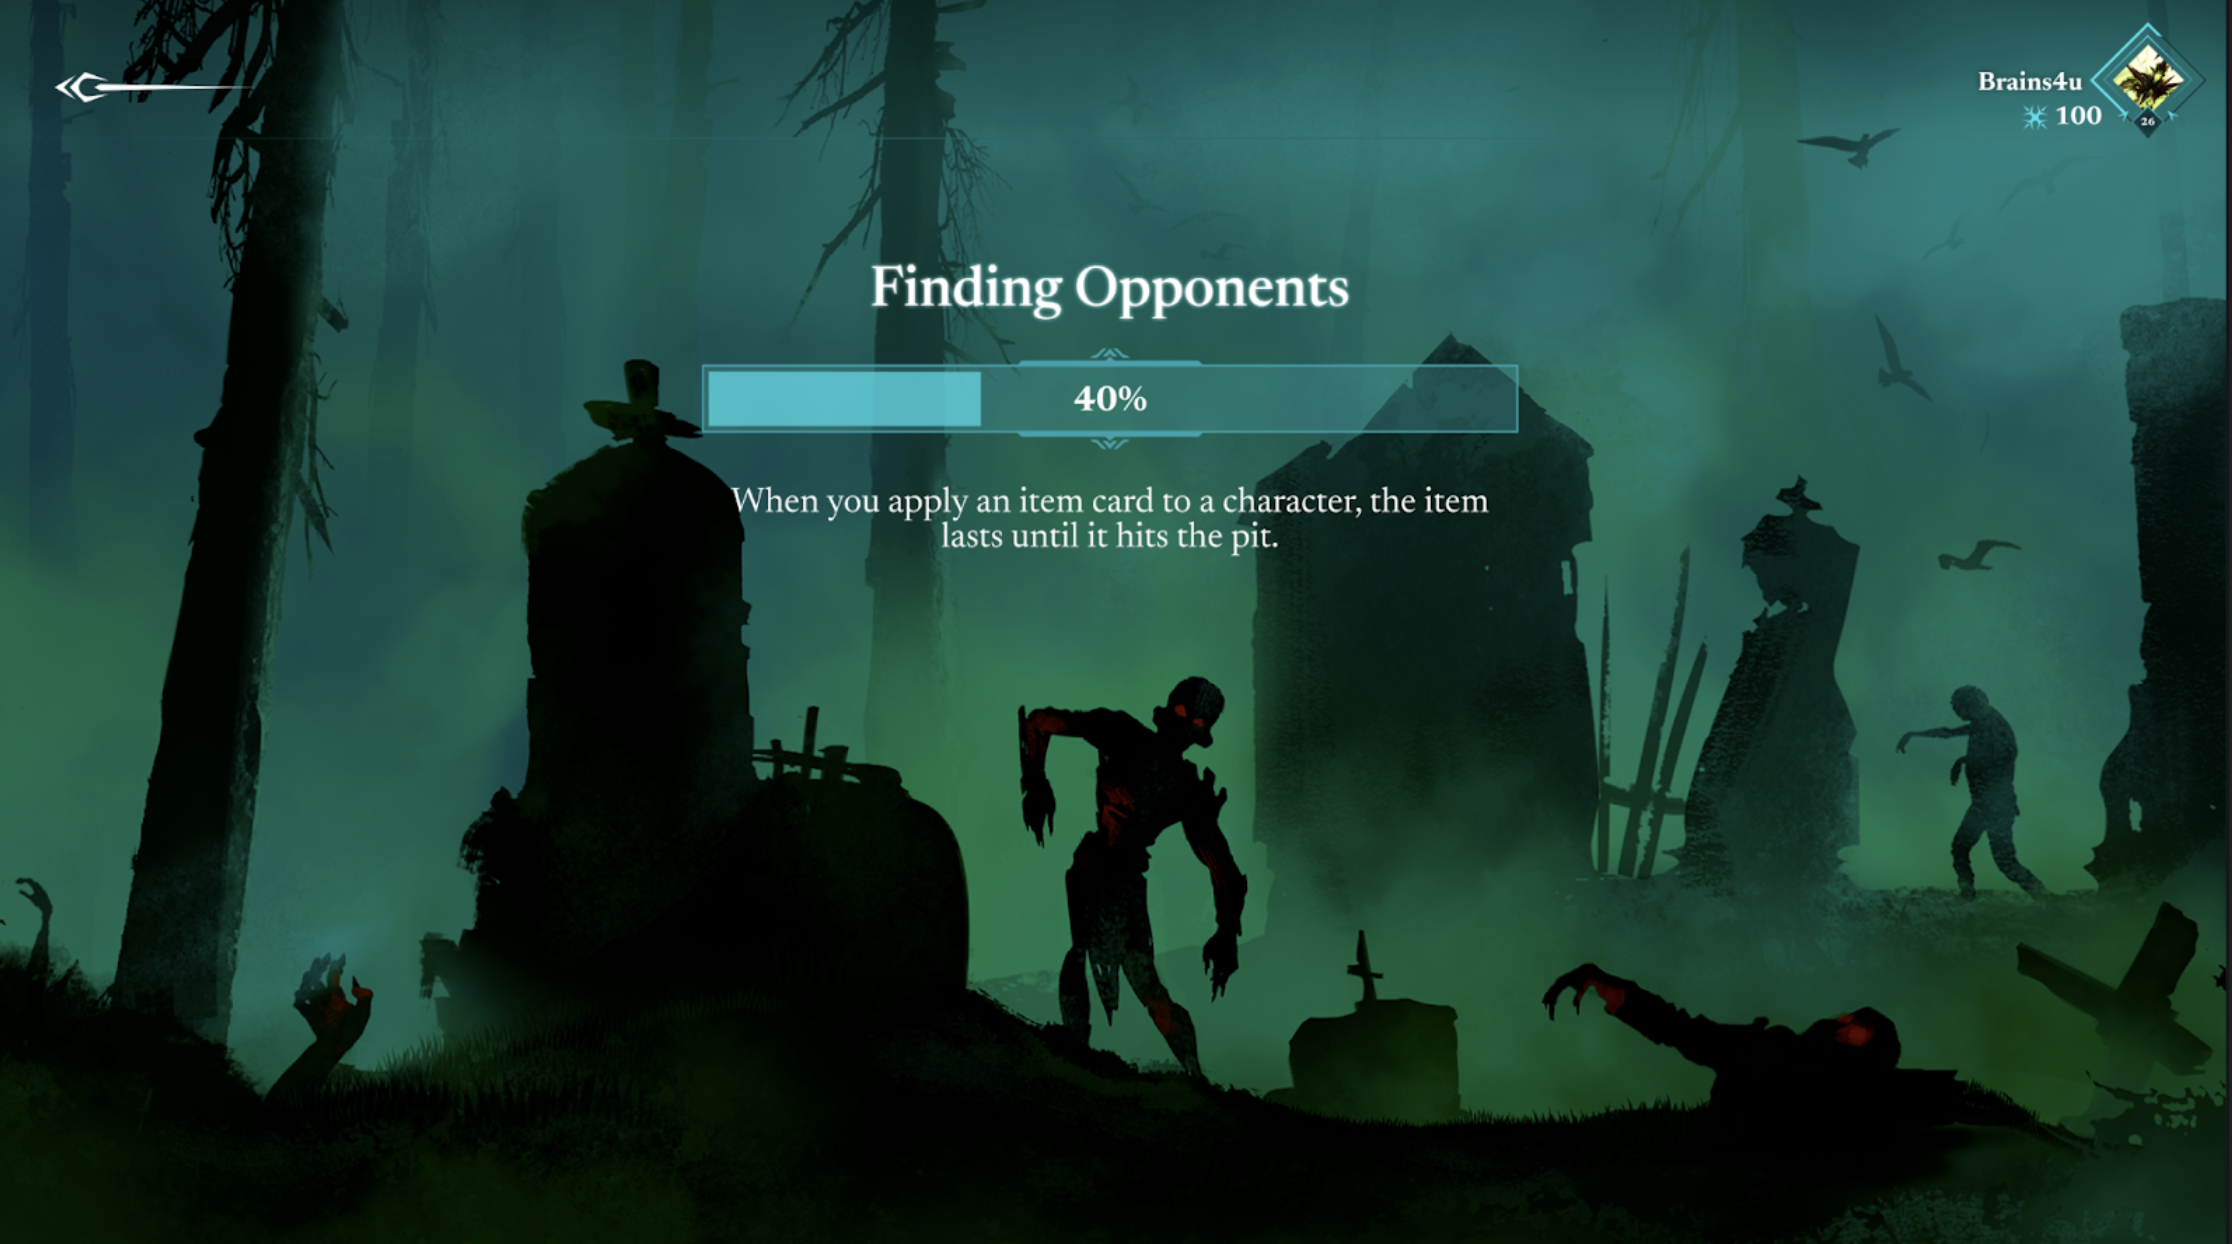 Brains4u
100
26
Finding Opponents
40%
When you apply an item card to a character, the item
lasts until it hits the pit.